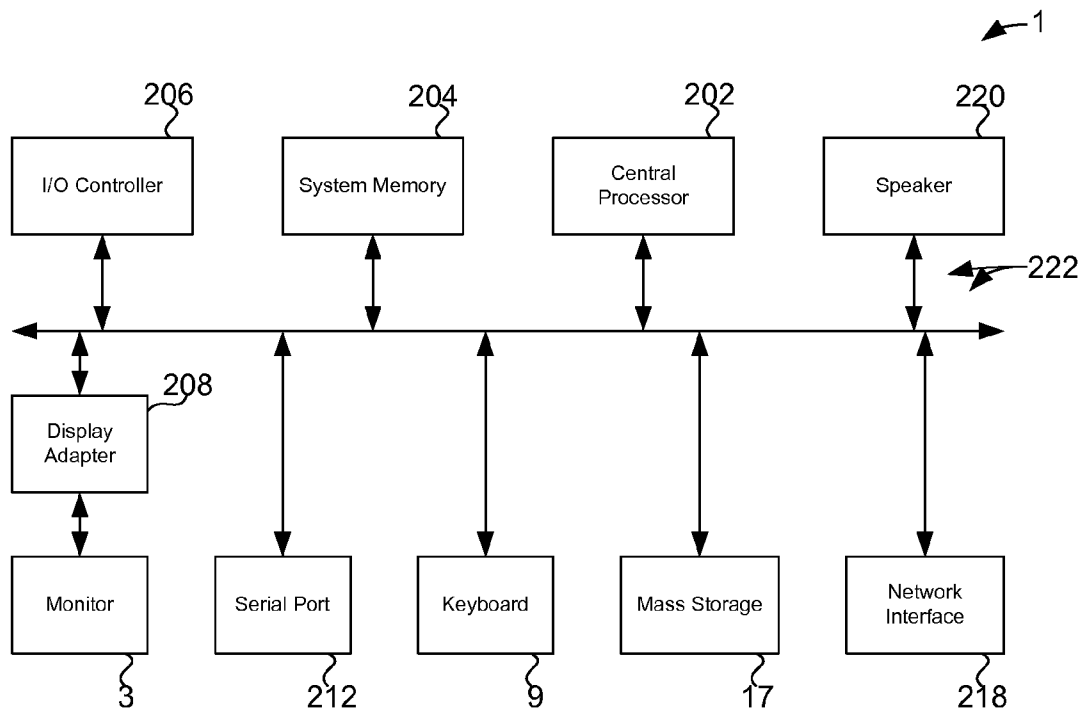 1
206
204
202
220
I/O Controller
System Memory
Central
Processor
Speaker
222
208
Display
Adapter
Monitor
Serial Port
Keyboard
Mass Storage
Network
Interface
3
212
9
17
218